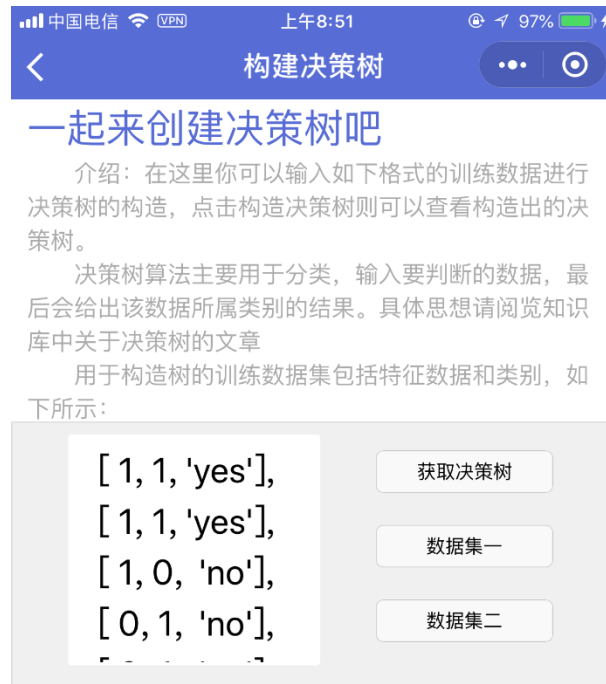 中国电信 VPN 上午8:51 97%
构建决策树
一起来创建决策树吧
介绍：在这里你可以输入如下格式的训练数据进行
决策树的构造，点击构造决策树则可以查看构造出的决
策树。
决策树算法主要用于分类，输入要判断的数据，最
后会给出该数据所属类别的结果。具体思想请阅览知识
库中关于决策树的文章
用于构造树的训练数据集包括特征数据和类别，如
下所示：
[ 1, 1, 'yes'],
[ 1, 1, 'yes'],
[ 1, 0, 'no'],
[ 0, 1, 'no'],
获取决策树
数据集一
数据集二